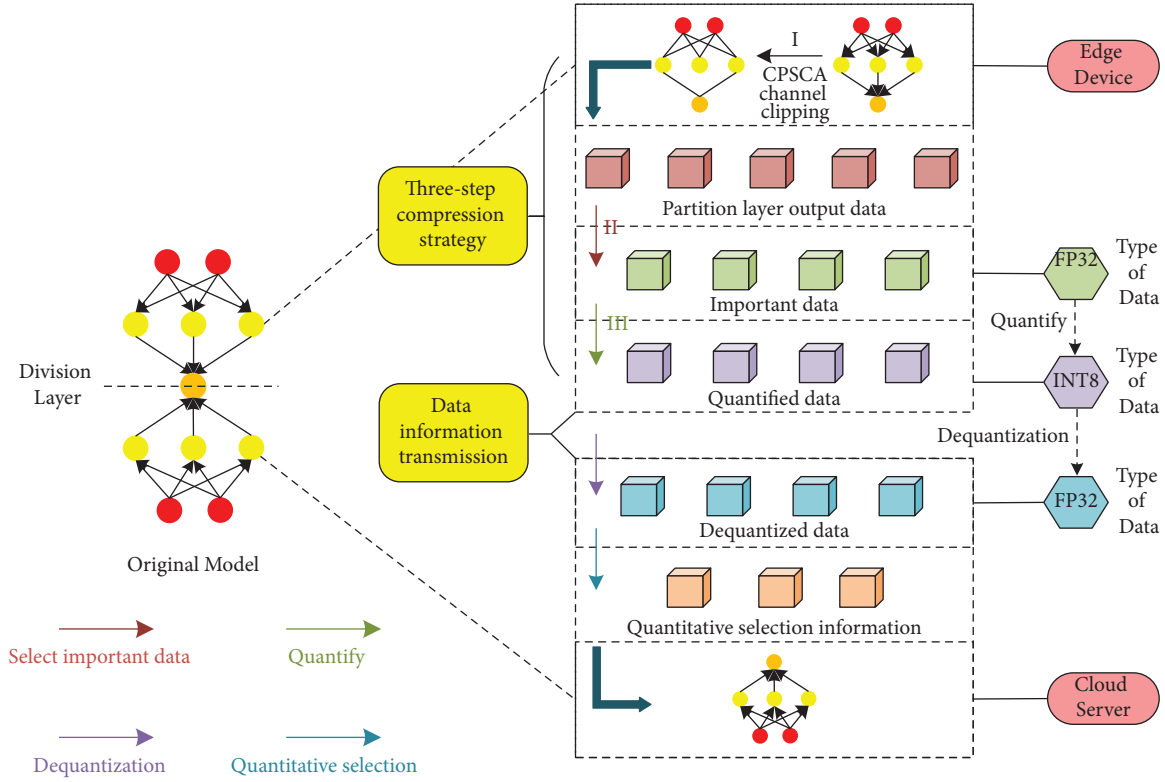 I
CPSCA
channel
clipping
Edge
Device
Three-step
compression
strategy
Partition layer output data
II
Important data
FP32
Type
of
Data
III
Quantify
Division
Layer
Quantified data
INT8
Type
of
Data
Data
information
transmission
Dequantization
Dequantized data
FP32
Type
of
Data
Original Model
Quantitative selection information
Select important data
Quantify
Cloud
Server
Dequantization
Quantitative selection